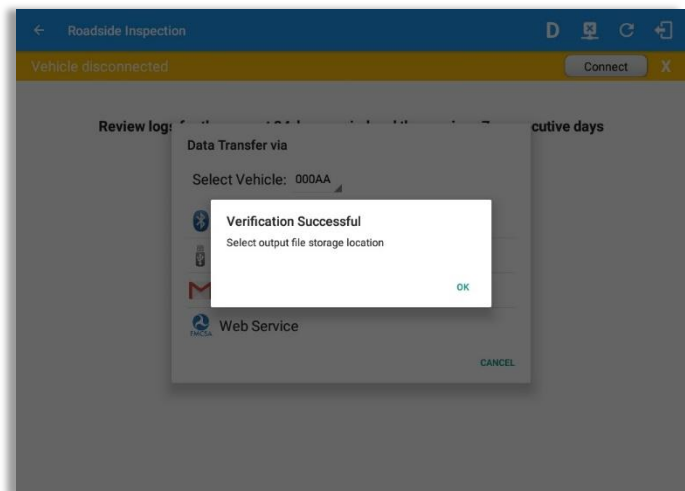 Roadside Inspection
D
Vehicle disconnected
Connect
X
Review logs
cutive days
Data Transfer via
Select Vehicle: 000AA
Verification Successful
Select output file storage location
OK
FMCSA Web Service
CANCEL